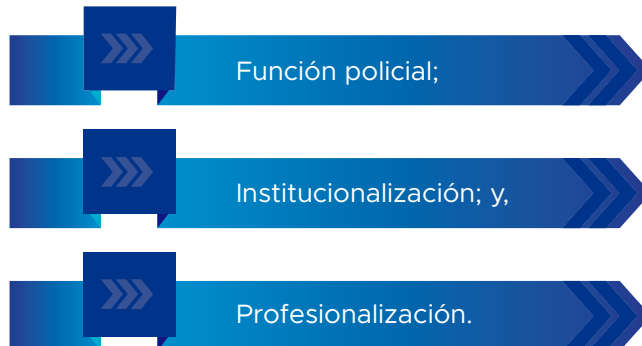 Función policial;
Institucionalización; y,
Profesionalización.